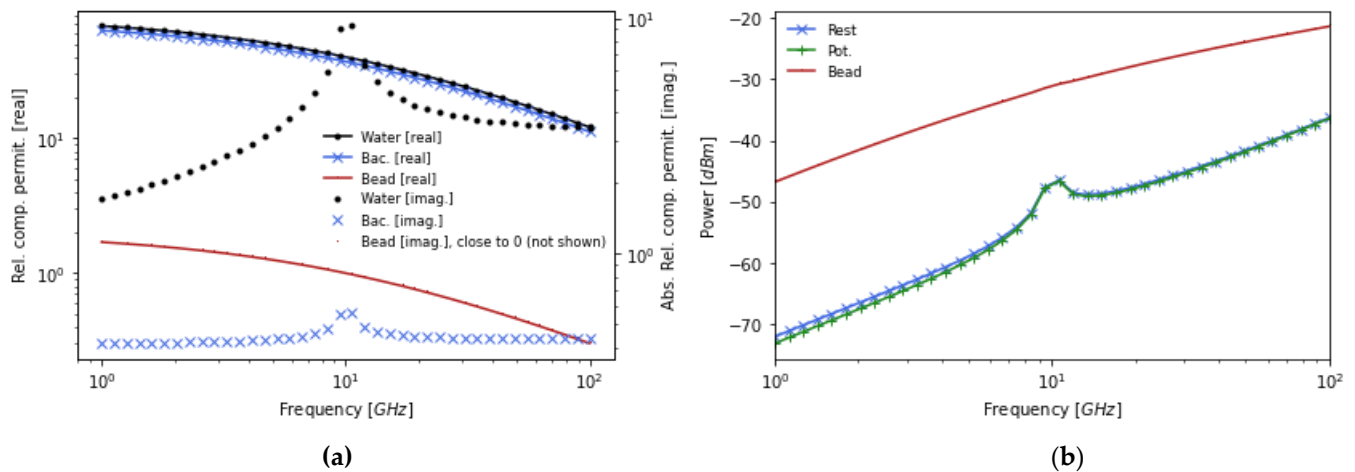 Rel. comp. permit. [real]
10¹
10⁰
Water [real]
Bac. [real]
Bead [real]
Water [imag.]
Bac. [imag.]
Bead [imag.], close to 0 (not shown)
10¹
10⁰
Abs. Rel. comp. permit. [imag.]
10⁰
10¹
10²
Frequency [GHz]
(a)
Power [dBm]
−20
−30
−40
−50
−60
−70
Rest
Pot.
Bead
10⁰
10¹
10²
Frequency [GHz]
(b)